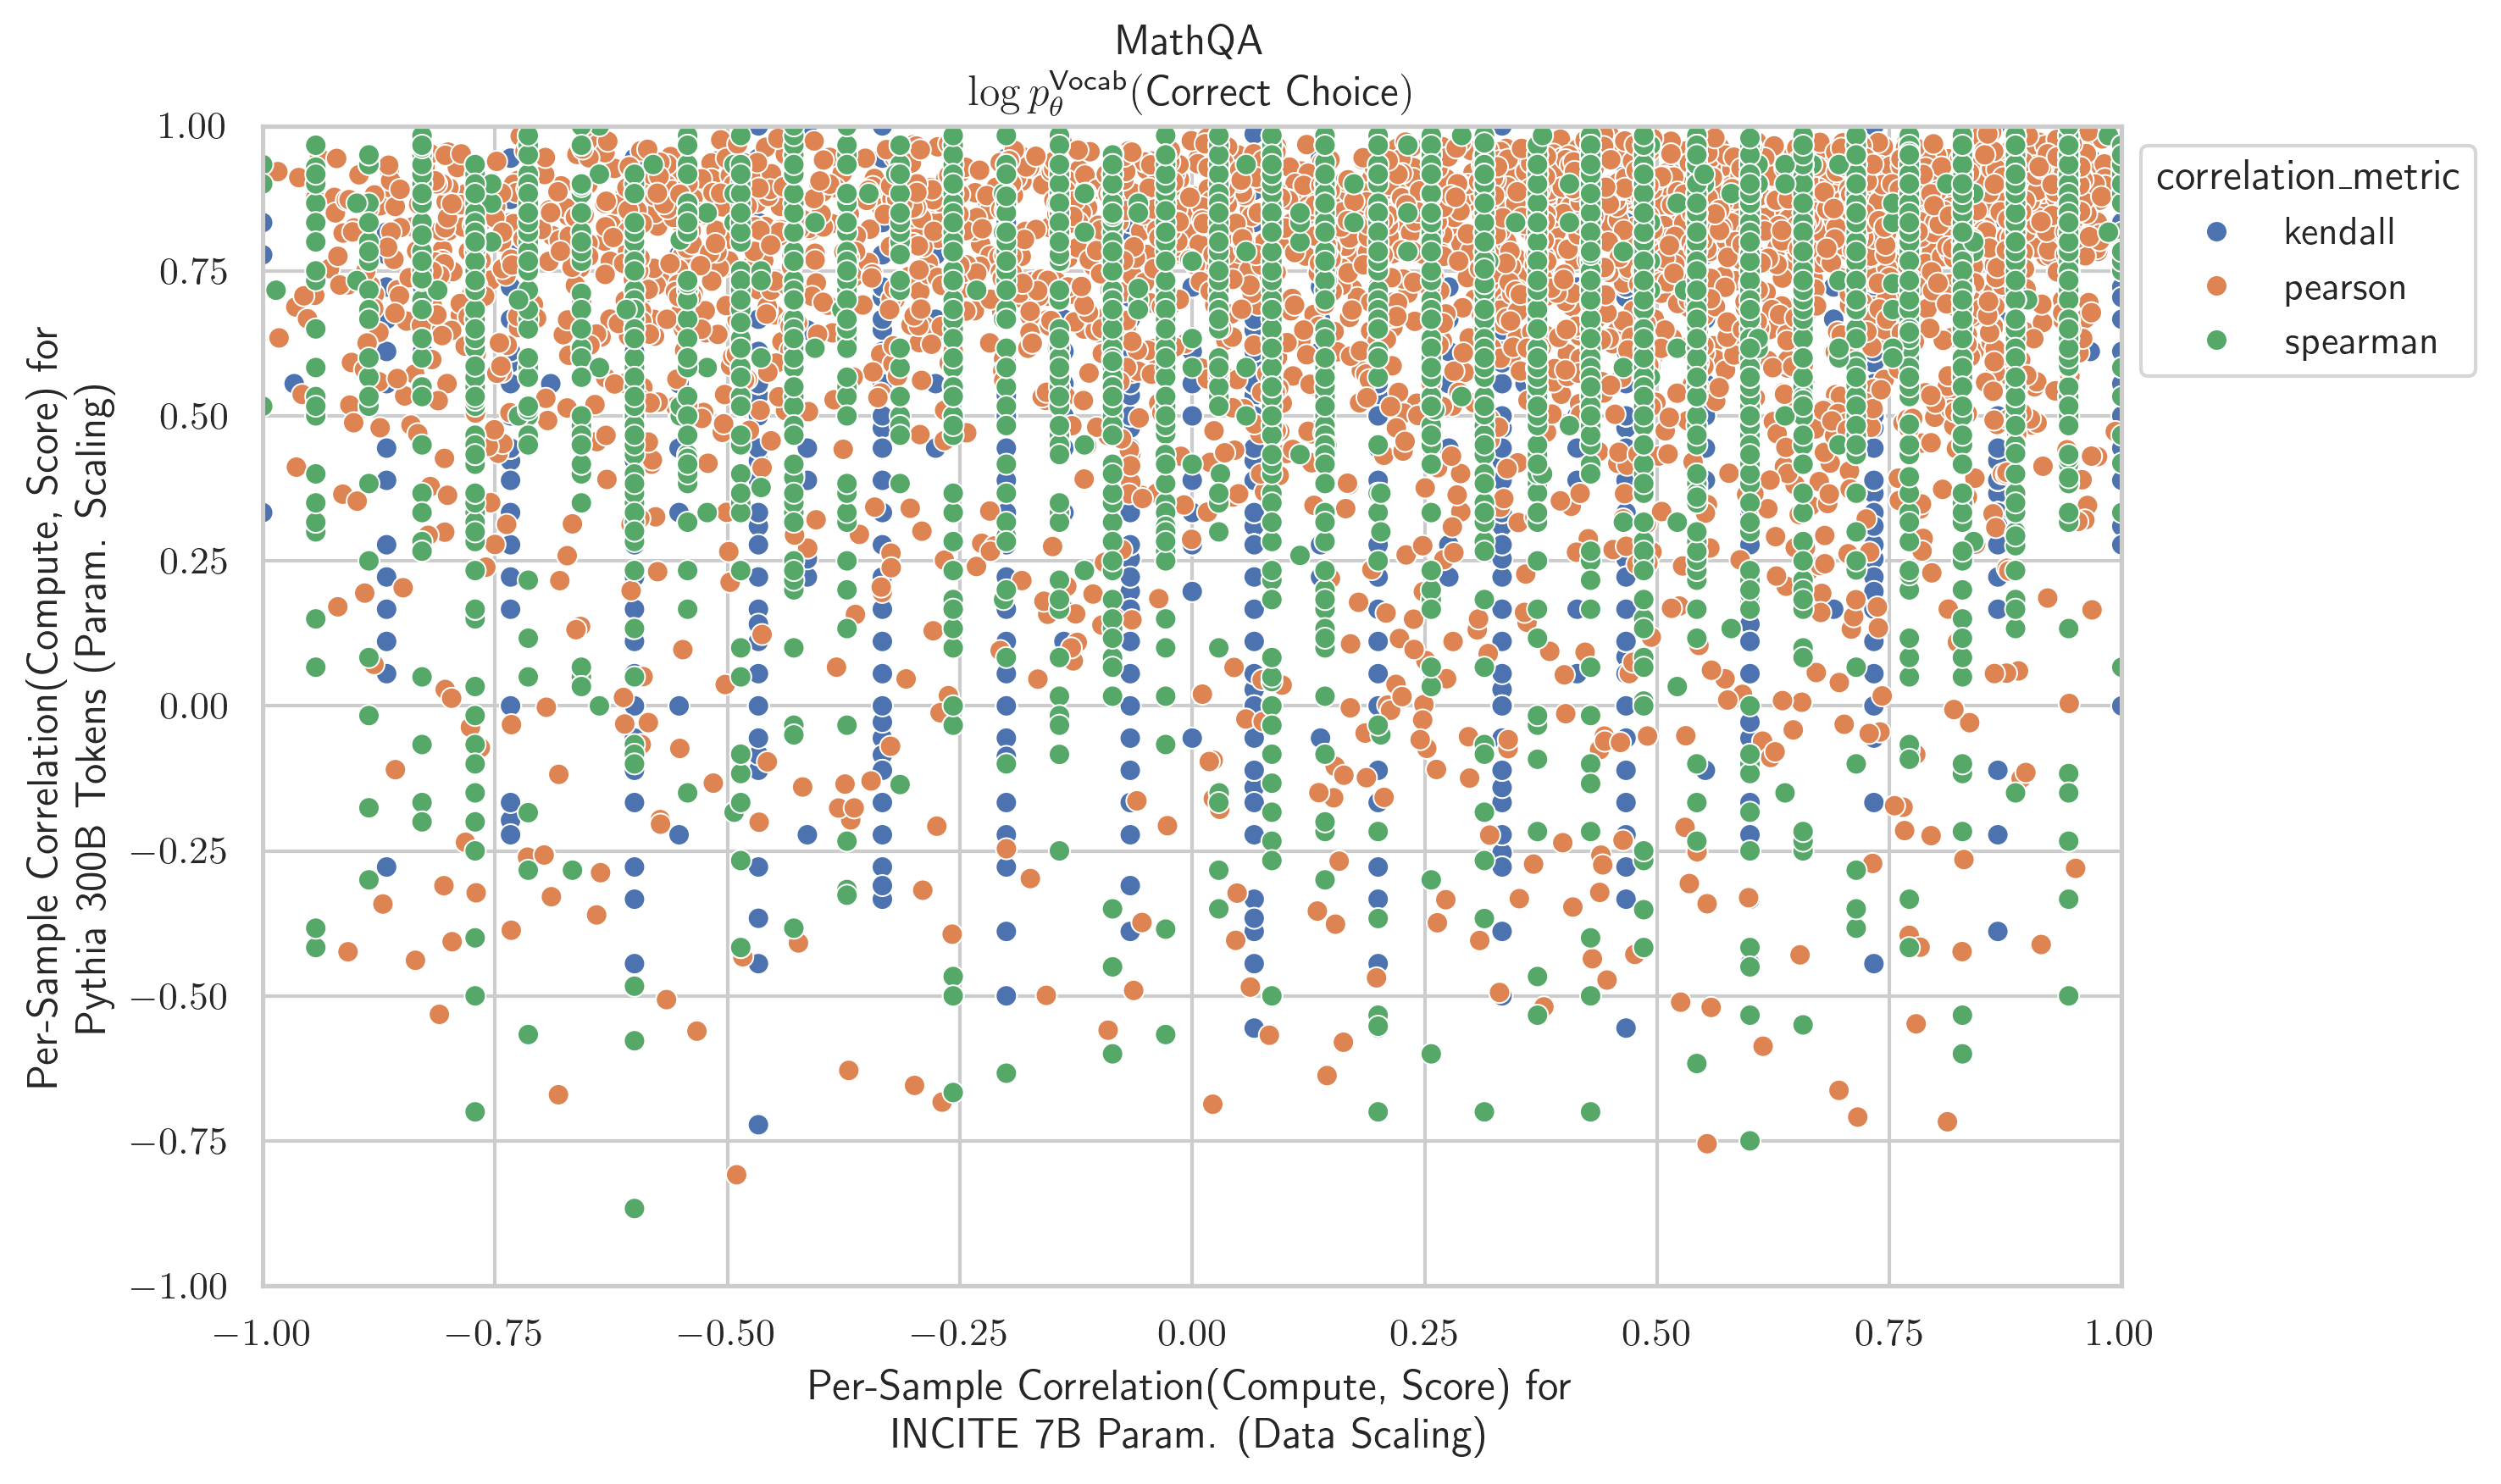 MathQA
log p_θ^Vocab(Correct Choice)
1.00
0.75
0.50
0.25
0.00
−0.25
−0.50
−0.75
−1.00
Per-Sample Correlation(Compute, Score) for
Pythia 300B Tokens (Param. Scaling)
−1.00 −0.75 −0.50 −0.25 0.00 0.25 0.50 0.75 1.00
Per-Sample Correlation(Compute, Score) for
INCITE 7B Param. (Data Scaling)
correlation_metric
kendall
pearson
spearman